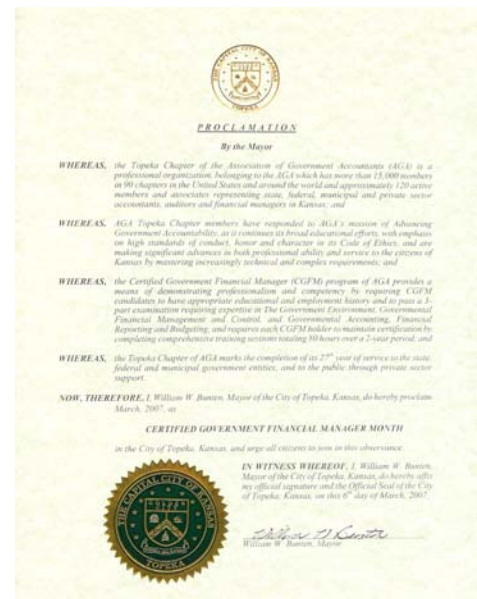 THE CAPITAL CITY OF KANSAS
TOPEKA
PROCLAMATION
By the Mayor
WHEREAS, the Topeka Chapter of the Association of Government Accountants (AGA) is a
professional organization, belonging to the AGA which has more than 15,000 members
in 90 chapters in the United States and around the world and approximately 120 active
members and associates representing state, federal, municipal and private sector
accountants, auditors and financial managers in Kansas; and
WHEREAS, AGA Topeka Chapter members have responded to AGA's mission of Advancing
Government Accountability, as it continues its broad educational efforts, with emphasis
on high standards of conduct, honor and character in its Code of Ethics, and are
making significant advances in both professional ability and service to the citizens of
Kansas by mastering increasingly technical and complex requirements; and
WHEREAS, the Certified Government Financial Manager (CGFM) program of AGA provides a
means of demonstrating professionalism and competency by requiring CGFM
candidates to have appropriate educational and employment history and to pass a 3-
part examination requiring expertise in The Government Environment, Governmental
Financial Management and Control, and Governmental Accounting, Financial
Reporting and Budgeting; and requires each CGFM holder to maintain certification by
completing comprehensive training sessions totaling 80 hours over a 2-year period; and
WHEREAS, the Topeka Chapter of AGA marks the completion of its 27th year of service to the state,
federal and municipal government entities, and to the public through private sector
support.
NOW, THEREFORE, I, William W. Bunten, Mayor of the City of Topeka, Kansas, do hereby proclaim
March, 2007, as
CERTIFIED GOVERNMENT FINANCIAL MANAGER MONTH
in the City of Topeka, Kansas, and urge all citizens to join in this observance.
IN WITNESS WHEREOF, I, William W. Bunten,
Mayor of the City of Topeka, Kansas, do hereby affix
my official signature and the Official Seal of the City
of Topeka, Kansas, on this 6th day of March, 2007.
William W Bunten
William W. Bunten, Mayor
THE CAPITAL CITY OF KANSAS
TOPEKA